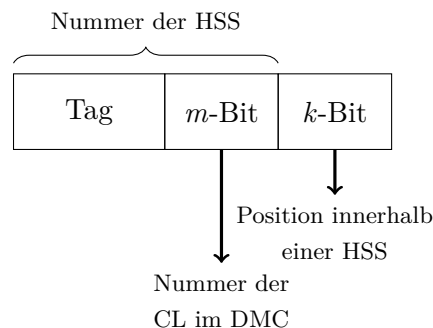 Nummer der HSS
Tag
m-Bit
k-Bit
Position innerhalb
einer HSS
Nummer der
CL im DMC